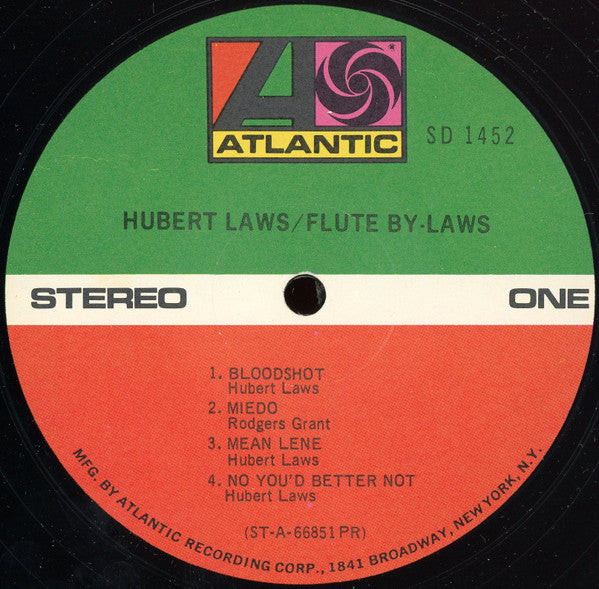 ATLANTIC
SD 1452
HUBERT LAWS/FLUTE BY-LAWS
STEREO
ONE
1. BLOODSHOT
Hubert Laws
2. MIEDO
Rodgers Grant
3. MEAN LENE
Hubert Laws
4. NO YOU'D BETTER NOT
Hubert Laws
(ST-A-66851 PR)
MFG. BY ATLANTIC RECORDING CORP., 1841 BROADWAY, NEW YORK, N.Y.